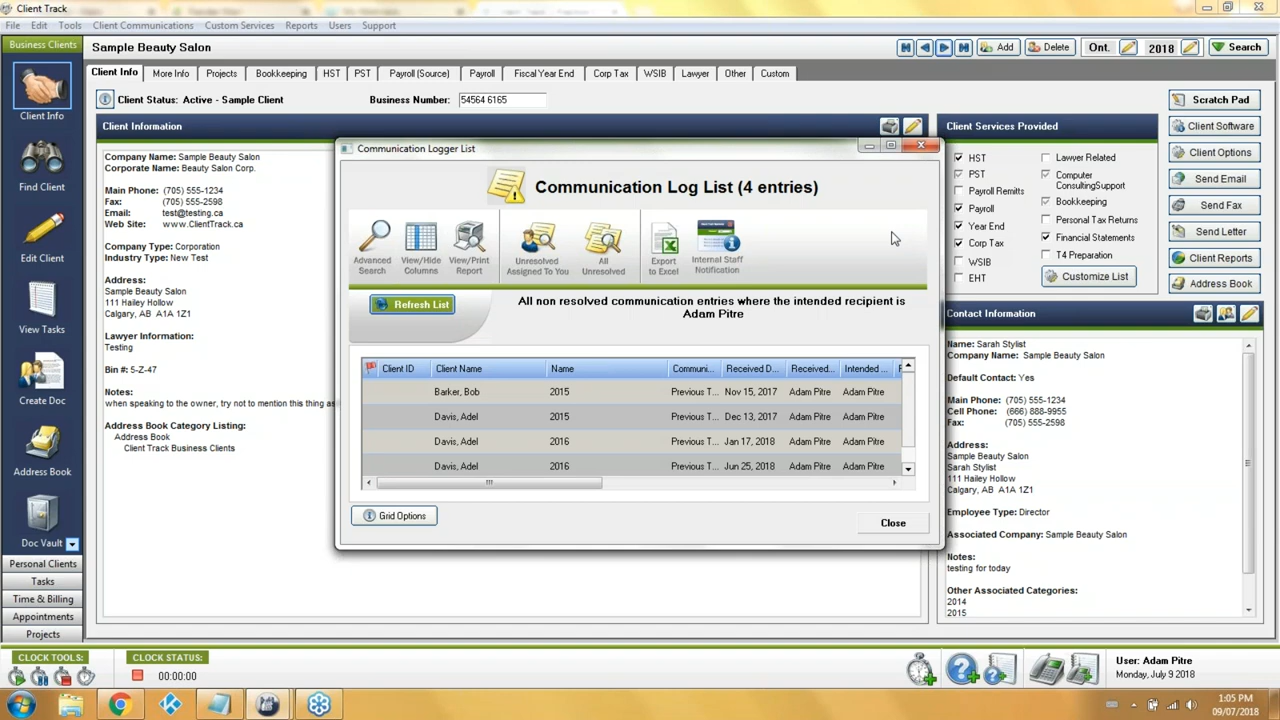 Client Track
File Edit Tools Client Communications Custom Services Reports Users Support
Business Clients
Sample Beauty Salon
Add
Delete
Ont.
2018
Search
Client Info More Info Projects Bookkeeping HST PST Payroll (Source) Payroll Fiscal Year End Corp Tax WSIB Lawyer Other Custom
Client Status: Active - Sample Client
Business Number: 54564 6165
Client Info
Find Client
Edit Client
View Tasks
Create Doc
Address Book
Doc Vault
Personal Clients
Tasks
Time & Billing
Appointments
Projects
Client Information
Company Name: Sample Beauty Salon
Corporate Name: Beauty Salon Corp.
Main Phone: (705) 555-1234
Fax: (705) 555-2598
Email: test@testing.ca
Web Site: www.ClientTrack.ca
Company Type: Corporation
Industry Type: New Test
Address:
Sample Beauty Salon
111 Hailey Hollow
Calgary, AB A1A 1Z1
Lawyer Information:
Testing
Bin #: 5-Z-47
Notes:
when speaking to the owner, try not to mention this thing as
Address Book Category Listing:
Address Book
Client Track Business Clients
Communication Logger List
Communication Log List (4 entries)
Advanced Search
View/Hide Columns
View/Print Report
Unresolved Assigned To You
All Unresolved
Export to Excel
Internal Staff Notification
Refresh List
All non resolved communication entries where the intended recipient is
Adam Pitre
Client ID Client Name Name Communi... Received D... Received... Intended ...
Barker, Bob 2015 Previous T... Nov 15, 2017 Adam Pitre Adam Pitre
Davis, Adel 2015 Previous T... Dec 13, 2017 Adam Pitre Adam Pitre
Davis, Adel 2016 Previous T... Jan 17, 2018 Adam Pitre Adam Pitre
Davis, Adel 2016 Previous T... Jun 25, 2018 Adam Pitre Adam Pitre
Grid Options
Close
Client Services Provided
HST
PST
Payroll Remitts
Payroll
Year End
Corp Tax
WSIB
EHT
Lawyer Related
Computer
ConsultingSupport
Bookkeeping
Personal Tax Returns
Financial Statements
T4 Preparation
Customize List
Scratch Pad
Client Software
Client Options
Send Email
Send Fax
Send Letter
Client Reports
Address Book
Contact Information
Name: Sarah Stylist
Company Name: Sample Beauty Salon
Default Contact: Yes
Main Phone: (705) 555-1234
Cell Phone: (666) 888-9955
Fax: (705) 555-2598
Address:
Sample Beauty Salon
Sarah Stylist
111 Hailey Hollow
Calgary, AB A1A 1Z1
Employee Type: Director
Associated Company: Sample Beauty Salon
Notes:
testing for today
Other Associated Categories:
2014
2015
CLOCK TOOLS:
CLOCK STATUS:
00:00:00
User: Adam Pitre
Monday, July 9 2018
1:05 PM
09/07/2018